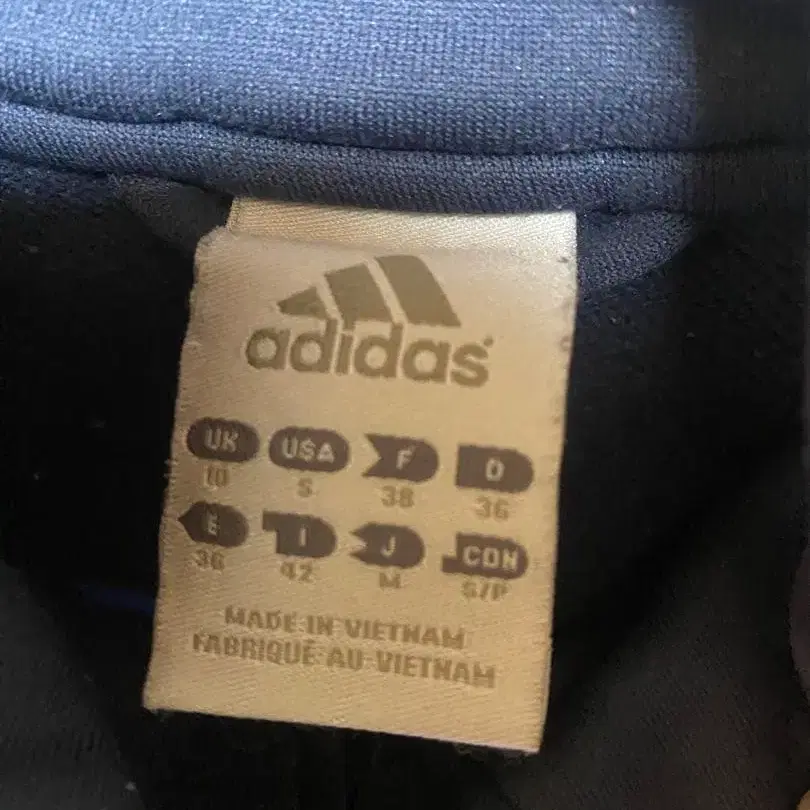 adidas
UK USA F D
10 S 38 36
E I J CDN
36 42 M S/P
MADE IN VIETNAM
FABRIQUÉ AU VIETNAM